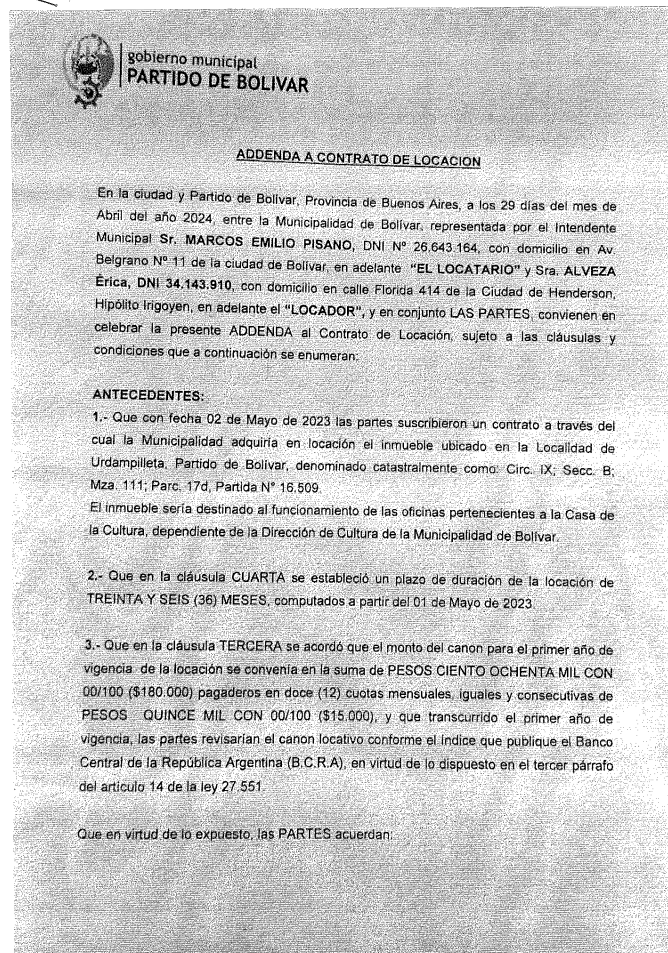 gobierno municipal
PARTIDO DE BOLIVAR
ADDENDA A CONTRATO DE LOCACION
En la ciudad y Partido de Bolívar, Provincia de Buenos Aires, a los 29 días del mes de
Abril del año 2024, entre la Municipalidad de Bolívar, representada por el Intendente
Municipal Sr. MARCOS EMILIO PISANO, DNI Nº 26.643.164, con domicilio en Av.
Belgrano Nº 11 de la ciudad de Bolívar, en adelante "EL LOCATARIO" y Sra. ALVEZA
Érica, DNI 34.143.910, con domicilio en calle Florida 414 de la Ciudad de Henderson,
Hipólito Irigoyen, en adelante el "LOCADOR", y en conjunto LAS PARTES, convienen en
celebrar la presente ADDENDA al Contrato de Locación, sujeto a las cláusulas y
condiciones que a continuación se enumeran:
ANTECEDENTES:
1.- Que con fecha 02 de Mayo de 2023 las partes suscribieron un contrato a través del
cual la Municipalidad adquiría en locación el inmueble ubicado en la Localidad de
Urdampilleta, Partido de Bolívar, denominado catastralmente como: Circ. IX; Secc. B;
Mza. 111; Parc. 17d, Partida N° 16.509.
El inmueble sería destinado al funcionamiento de las oficinas pertenecientes a la Casa de
la Cultura, dependiente de la Dirección de Cultura de la Municipalidad de Bolívar.
2.- Que en la cláusula CUARTA se estableció un plazo de duración de la locación de
TREINTA Y SEIS (36) MESES, computados a partir del 01 de Mayo de 2023.
3.- Que en la cláusula TERCERA se acordó que el monto del canon para el primer año de
vigencia de la locación se convenía en la suma de PESOS CIENTO OCHENTA MIL CON
00/100 ($180.000) pagaderos en doce (12) cuotas mensuales, iguales y consecutivas de
PESOS QUINCE MIL CON 00/100 ($15.000), y que transcurrido el primer año de
vigencia, las partes revisarían el canon locativo conforme el índice que publique el Banco
Central de la República Argentina (B.C.R.A), en virtud de lo dispuesto en el tercer párrafo
del articulo 14 de la ley 27.551.
Que en virtud de lo expuesto, las PARTES acuerdan: